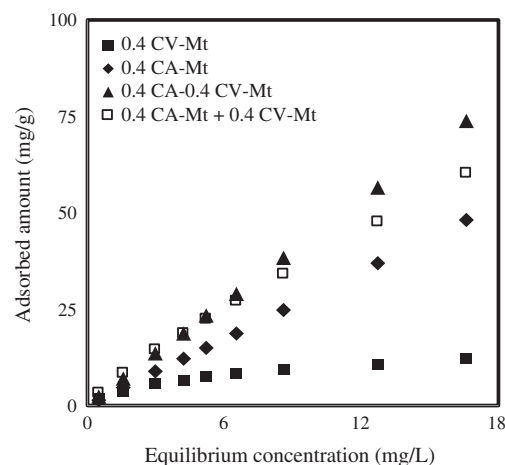 100
0.4 CV-Mt
0.4 CA-Mt
0.4 CA-0.4 CV-Mt
0.4 CA-Mt + 0.4 CV-Mt
75
50
25
0
Adsorbed amount (mg/g)
0 6 12 18
Equilibrium concentration (mg/L)